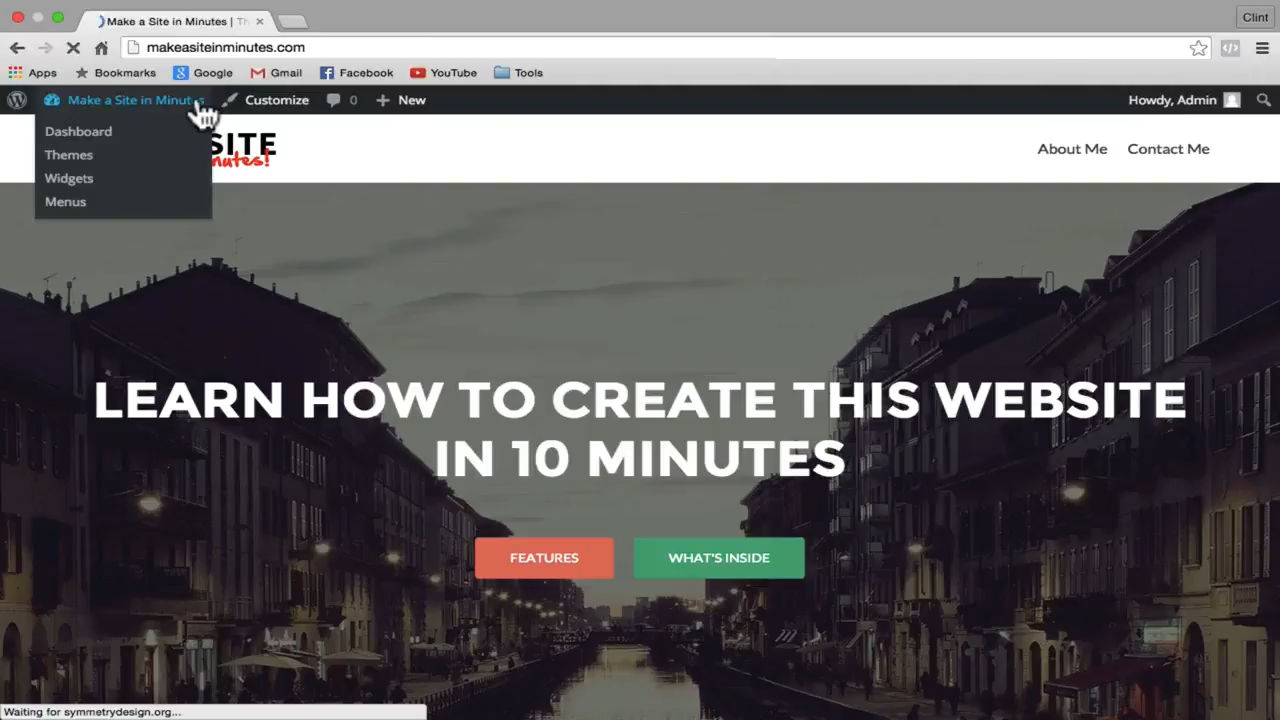 Make a Site in Minutes | Th
Clint
makeasiteinminutes.com
Apps Bookmarks Google Gmail Facebook YouTube Tools
Make a Site in Minutes Customize 0 New Howdy, Admin
Dashboard
Themes
Widgets
Menus
SITE
nutes!
About Me Contact Me
LEARN HOW TO CREATE THIS WEBSITE
IN 10 MINUTES
FEATURES WHAT'S INSIDE
Waiting for symmetrydesign.org...